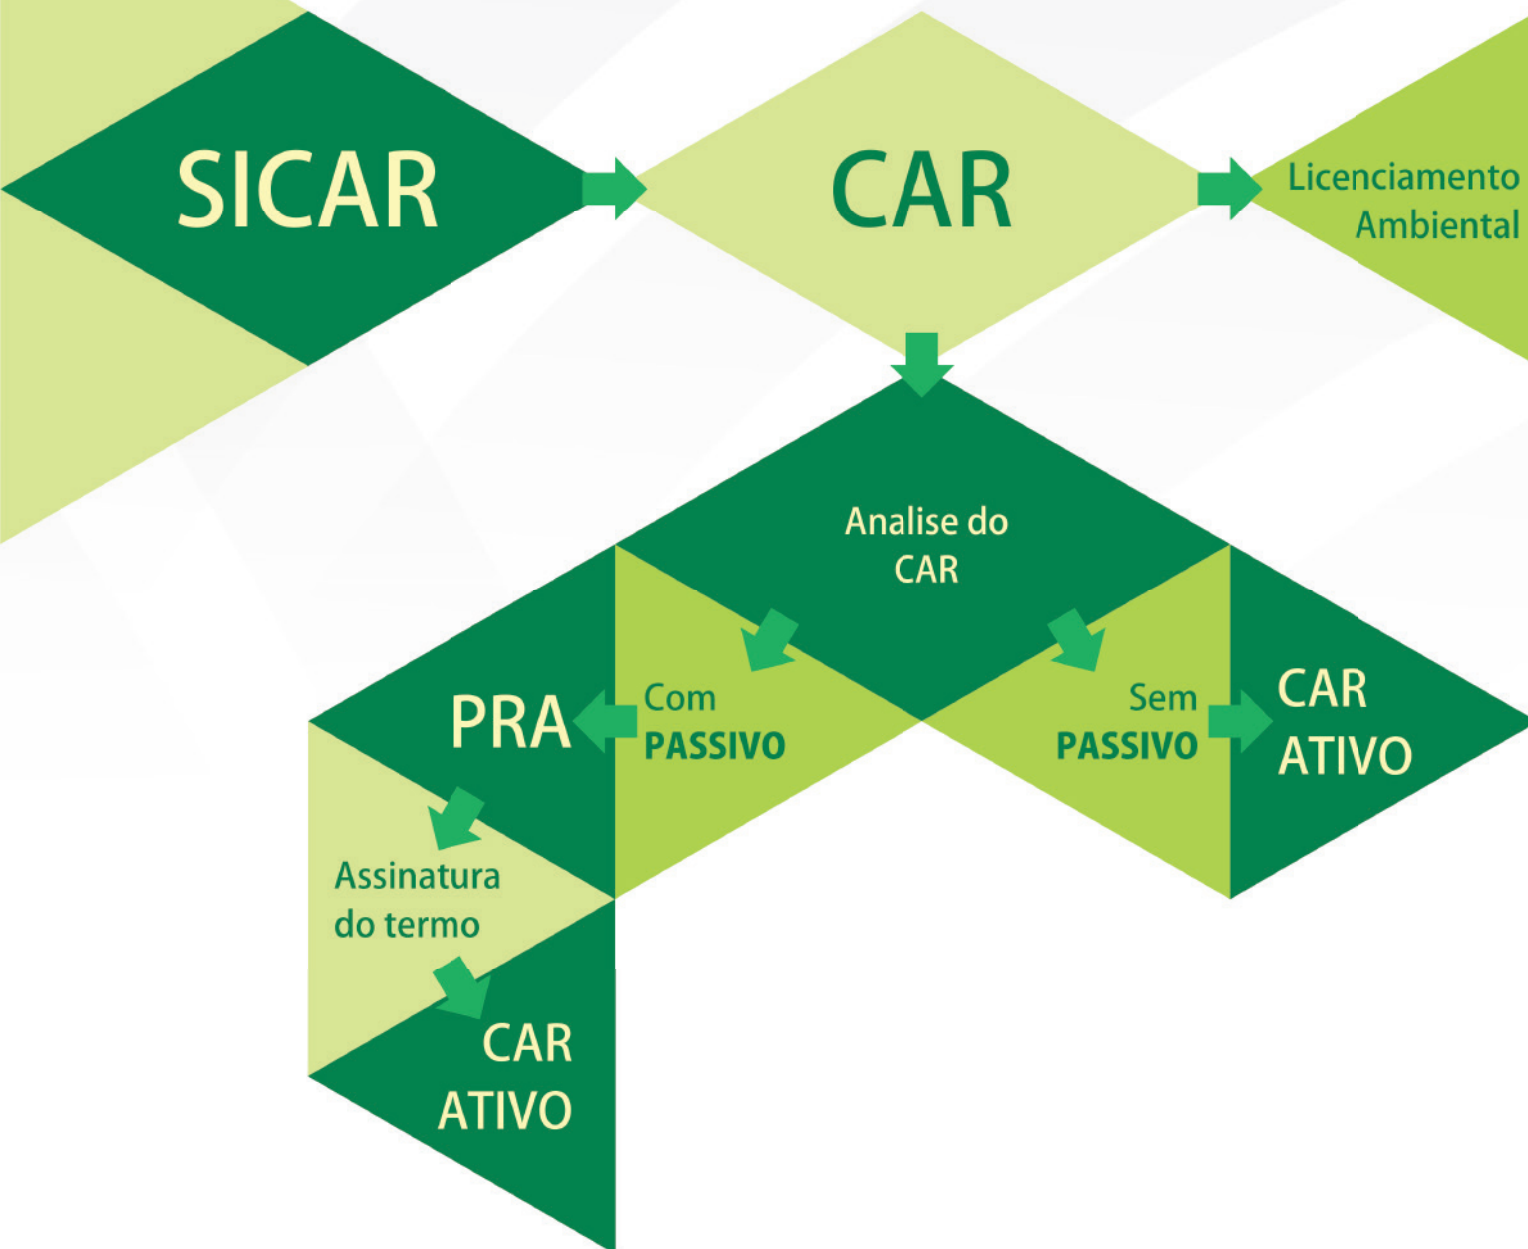 SICAR
CAR
Licenciamento
Ambiental
Analise do
CAR
PRA
Com
PASSIVO
Sem
PASSIVO
CAR
ATIVO
Assinatura
do termo
CAR
ATIVO